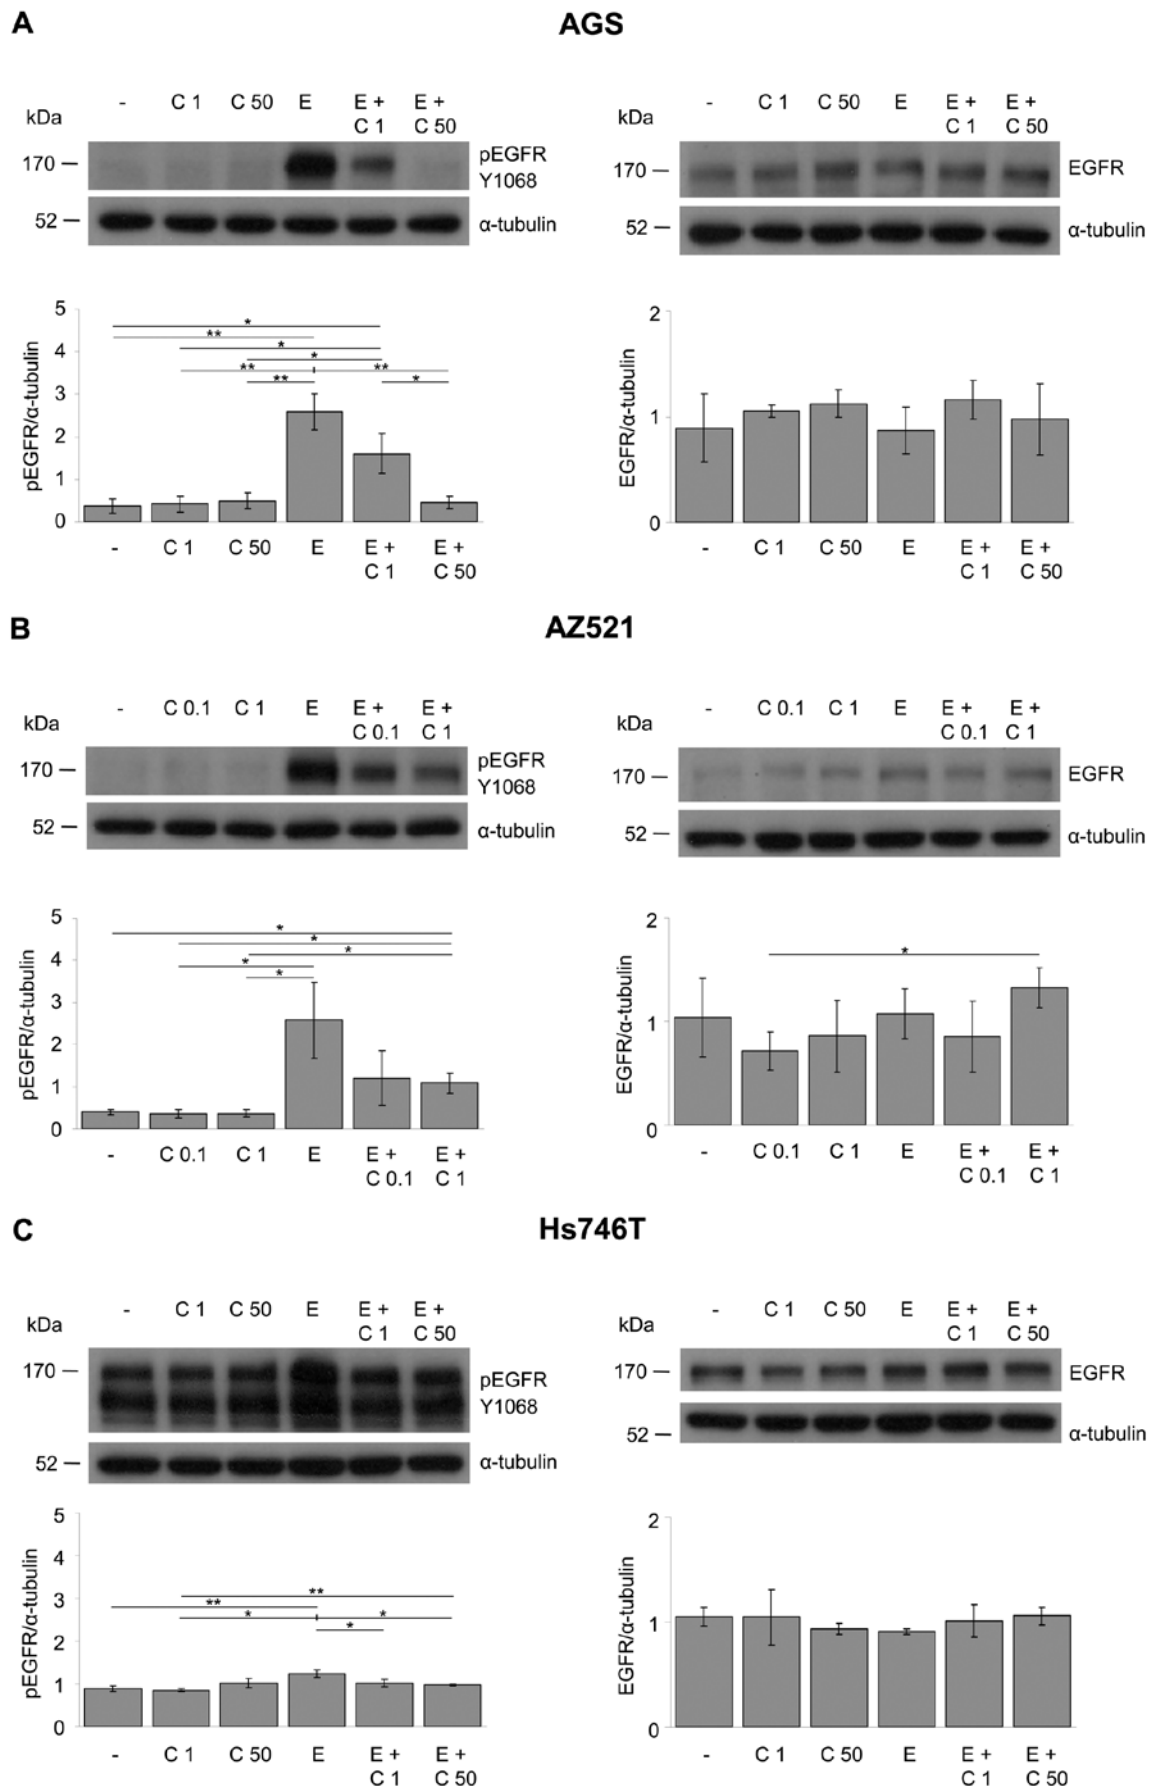 A
AGS
- C 1 C 50 E E + E +
C 1 C 50
kDa
170
pEGFR
Y1068
52
α-tubulin
- C 1 C 50 E E + E +
C 1 C 50
kDa
170
EGFR
52
α-tubulin
pEGFR/α-tubulin
5
4
3
2
1
0
*
**
*
*
** **
** *
- C 1 C 50 E E + E +
C 1 C 50
EGFR/α-tubulin
2
1
0
- C 1 C 50 E E + E +
C 1 C 50
B
AZ521
- C 0.1 C 1 E E + E +
C 0.1 C 1
kDa
170
pEGFR
Y1068
52
α-tubulin
- C 0.1 C 1 E E + E +
C 0.1 C 1
kDa
170
EGFR
52
α-tubulin
pEGFR/α-tubulin
5
4
3
2
1
0
*
*
*
*
*
- C 0.1 C 1 E E + E +
C 0.1 C 1
EGFR/α-tubulin
2
1
0
*
- C 0.1 C 1 E E + E +
C 0.1 C 1
C
Hs746T
- C 1 C 50 E E + E +
C 1 C 50
kDa
170
pEGFR
Y1068
52
α-tubulin
- C 1 C 50 E E + E +
C 1 C 50
kDa
170
EGFR
52
α-tubulin
pEGFR/α-tubulin
5
4
3
2
1
0
**
**
* *
*
- C 1 C 50 E E + E +
C 1 C 50
EGFR/α-tubulin
2
1
0
- C 1 C 50 E E + E +
C 1 C 50